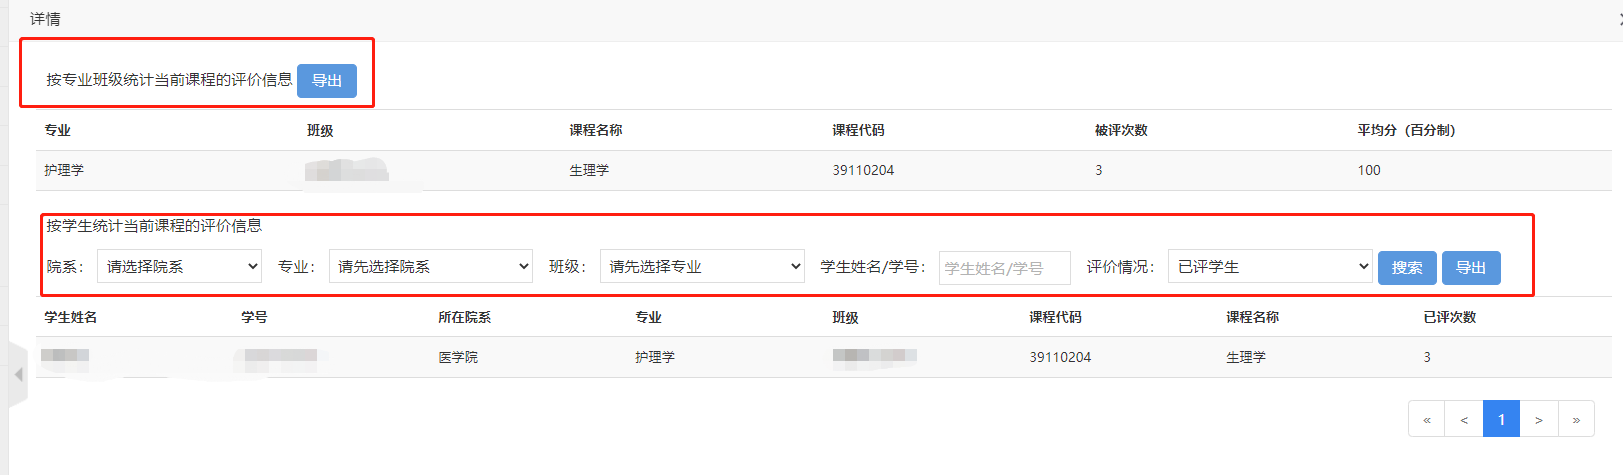 详情
按专业班级统计当前课程的评价信息 导出
专业 班级 课程名称 课程代码 被评次数 平均分（百分制）
护理学 生理学 39110204 3 100
按学生统计当前课程的评价信息
院系： 请选择院系 专业： 请先选择院系 班级： 请先选择专业 学生姓名/学号： 学生姓名/学号 评价情况： 已评学生 搜索 导出
学生姓名 学号 所在院系 专业 班级 课程代码 课程名称 已评次数
医学院 护理学 39110204 生理学 3
« < 1 > »